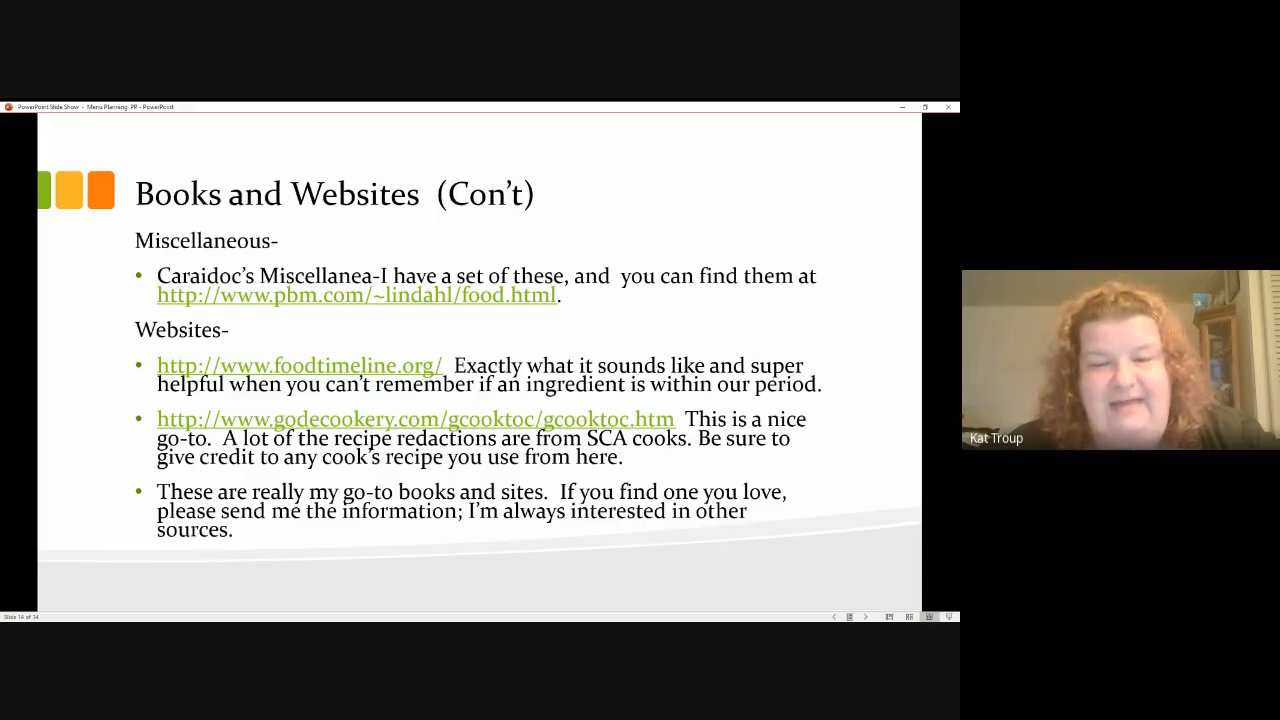 PowerPoint Slide Show - Menu Planning PP - PowerPoint
Books and Websites (Con't)
Miscellaneous-
• Caraidoc's Miscellanea-I have a set of these, and you can find them at
http://www.pbm.com/~lindahl/food.html.
Websites-
• http://www.foodtimeline.org/ Exactly what it sounds like and super
helpful when you can't remember if an ingredient is within our period.
• http://www.godecookery.com/gcooktoc/gcooktoc.htm This is a nice
go-to. A lot of the recipe redactions are from SCA cooks. Be sure to
give credit to any cook's recipe you use from here.
• These are really my go-to books and sites. If you find one you love,
please send me the information; I'm always interested in other
sources.
Slide 14 of 14
Kat Troup